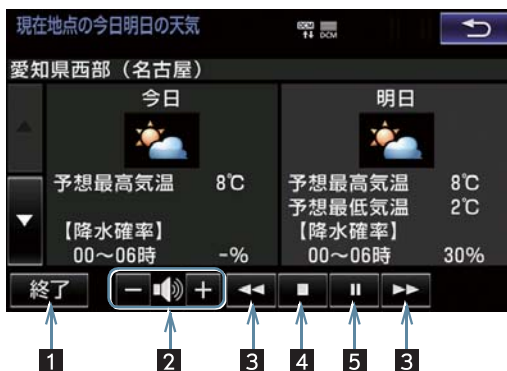 現在地点の今日明日の天気 DCM DCM
愛知県西部（名古屋）
今日 明日
予想最高気温 8℃ 予想最高気温 8℃
予想最低気温 2℃
【降水確率】 【降水確率】
00～06時 -% 00～06時 30%
終了 － ＋
1 2 3 4 5 3